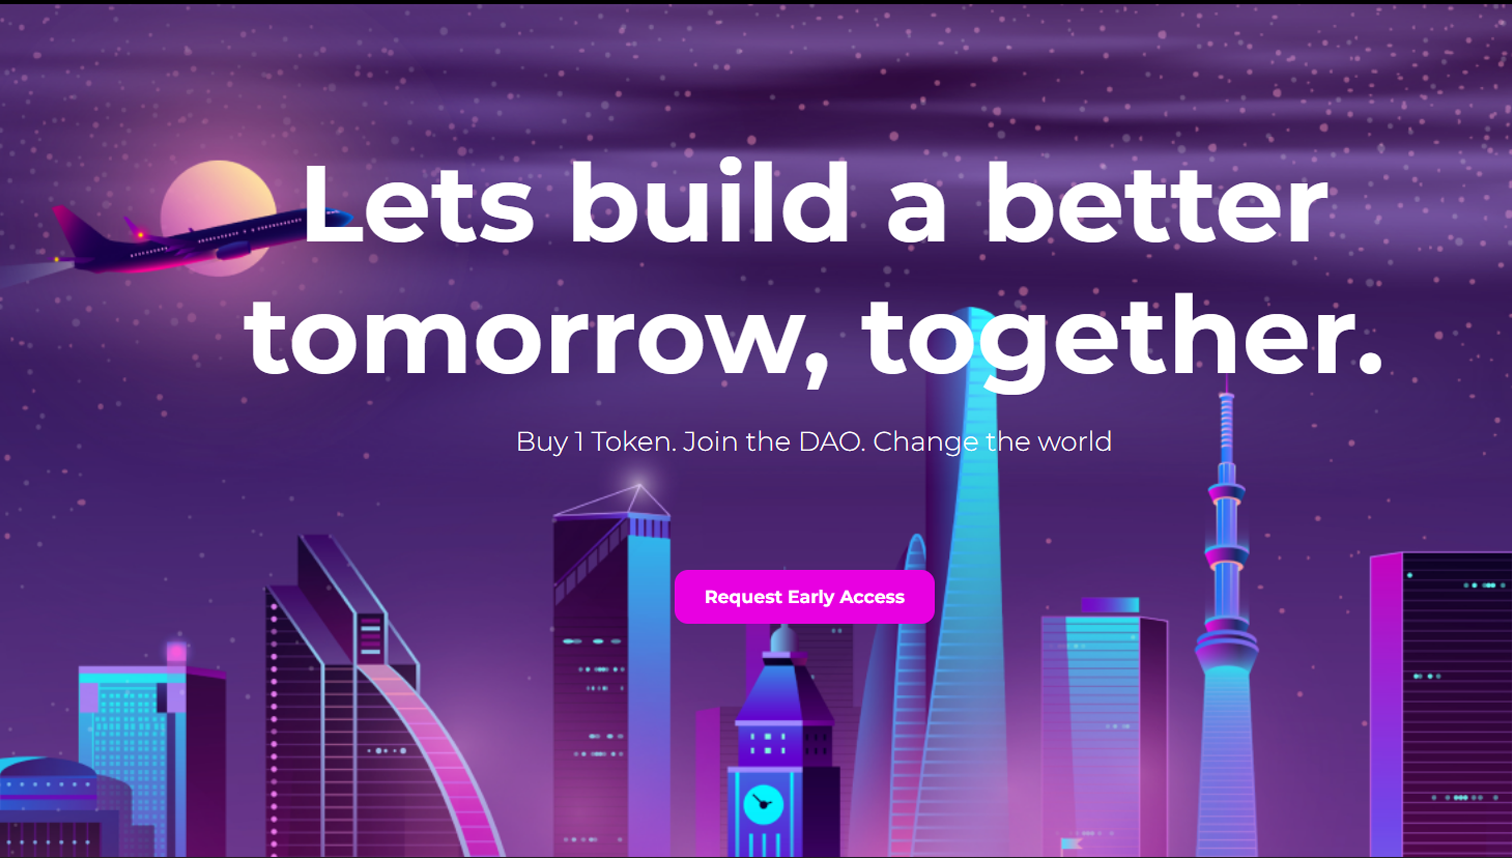 Lets build a better
tomorrow, together.
Buy 1 Token. Join the DAO. Change the world
Request Early Access